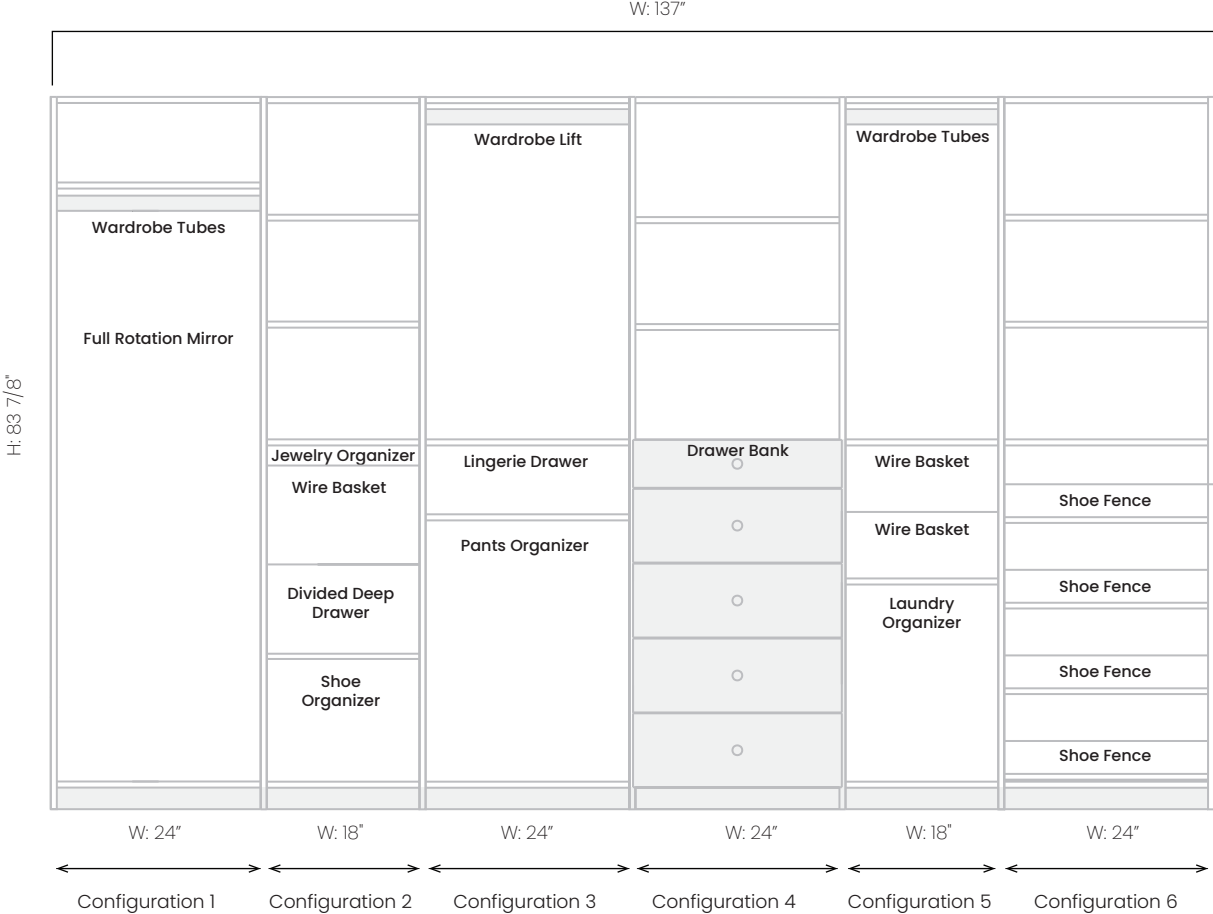 W: 137”
H: 83 7/8"
Wardrobe Tubes
Full Rotation Mirror
Jewelry Organizer
Wire Basket
Divided Deep
Drawer
Shoe
Organizer
Wardrobe Lift
Lingerie Drawer
Pants Organizer
Drawer Bank
Wardrobe Tubes
Wire Basket
Wire Basket
Laundry
Organizer
Shoe Fence
Shoe Fence
Shoe Fence
Shoe Fence
W: 24”
W: 18"
W: 24”
W: 24”
W: 18"
W: 24”
Configuration 1
Configuration 2
Configuration 3
Configuration 4
Configuration 5
Configuration 6